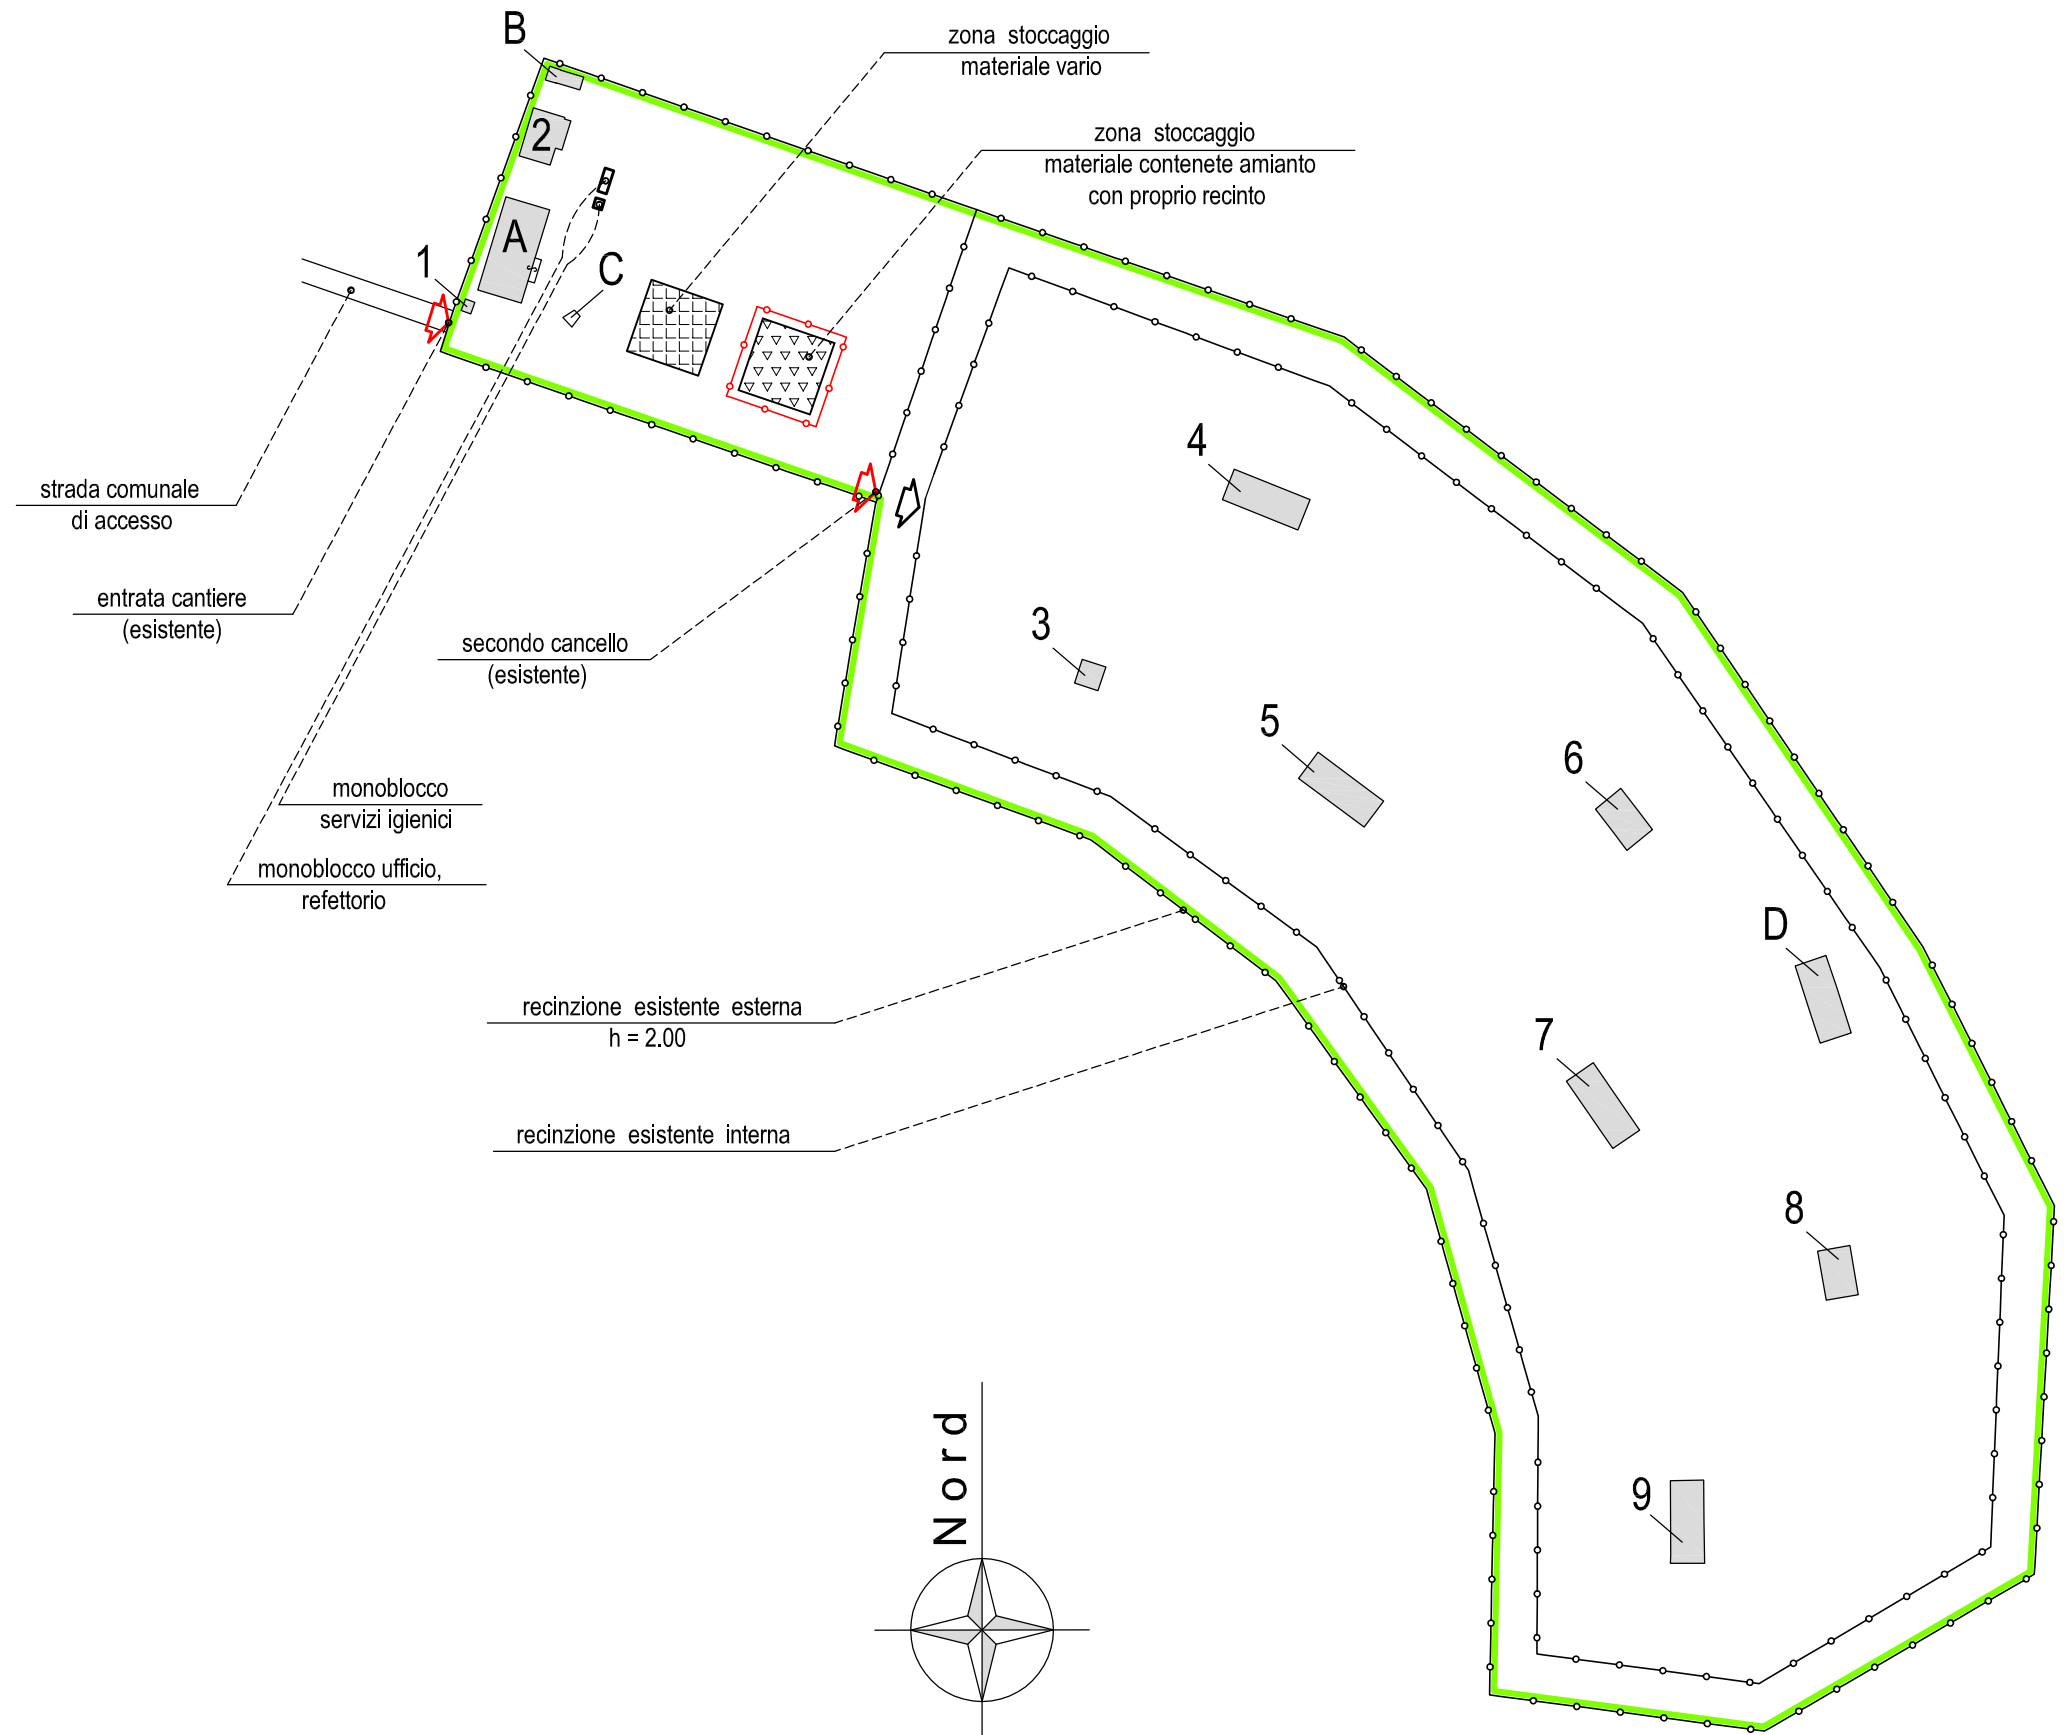 B
zona stoccaggio
materiale vario
2
zona stoccaggio
materiale contenete amianto
con proprio recinto
A
C
1
4
strada comunale
di accesso
entrata cantiere
(esistente)
3
secondo cancello
(esistente)
5
6
monoblocco
servizi igienici
monoblocco ufficio,
refettorio
D
recinzione esistente esterna
h = 2.00
7
recinzione esistente interna
8
Nord
9